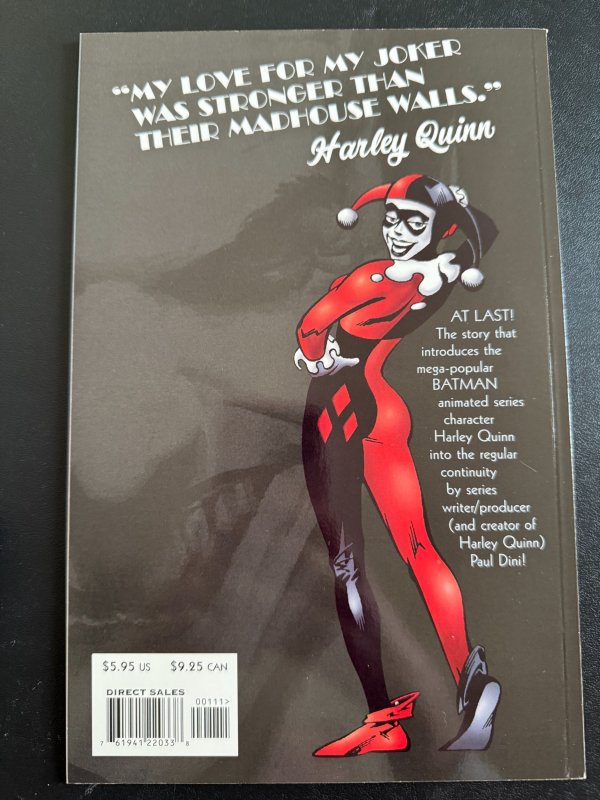 “MY LOVE FOR MY JOKER
WAS STRONGER THAN
THEIR MADHOUSE WALLS.”
Harley Quinn
AT LAST!
The story that
introduces the
mega-popular
BATMAN
animated series
character
Harley Quinn
into the regular
continuity
by series
writer/producer
(and creator of
Harley Quinn)
Paul Dini!
$5.95 US $9.25 CAN
DIRECT SALES
00111>
7 61941 22033 8